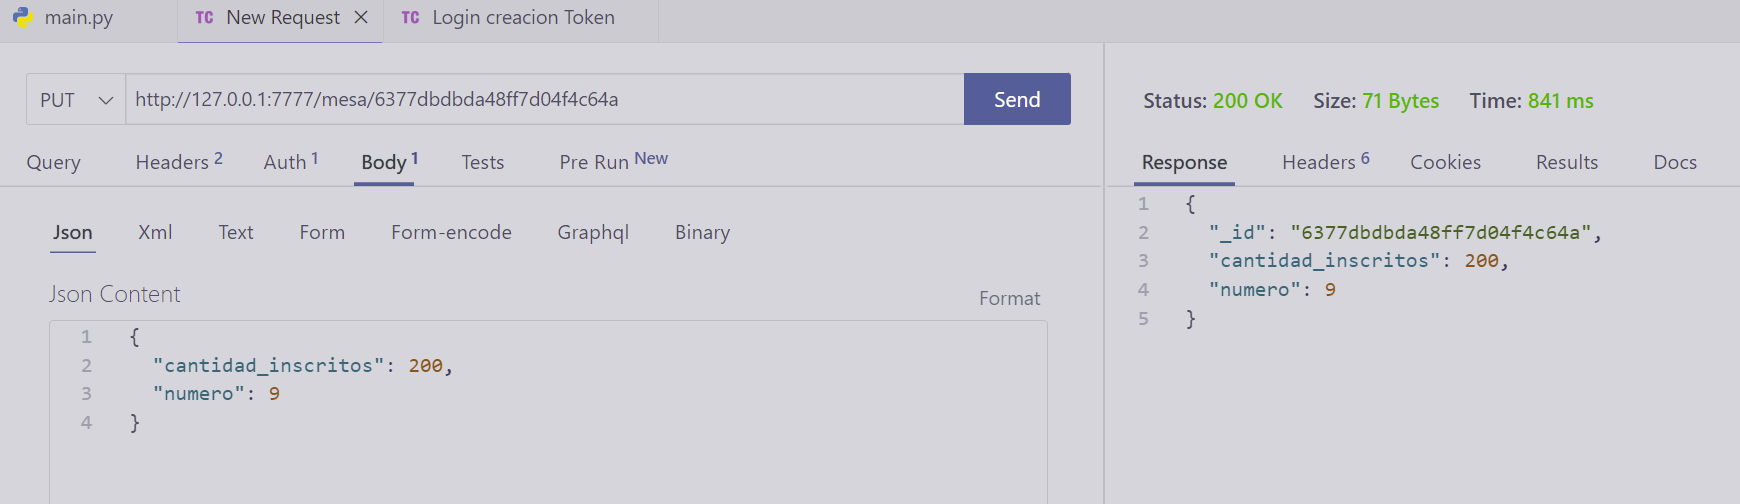 main.py
TC New Request
TC Login creacion Token
PUT
http://127.0.0.1:7777/mesa/6377dbdbda48ff7d04f4c64a
Send
Query
Headers 2
Auth 1
Body 1
Tests
Pre Run New
Json
Xml
Text
Form
Form-encode
Graphql
Binary
Json Content
Format
1 {
2 "cantidad_inscritos": 200,
3 "numero": 9
4 }
Status: 200 OK
Size: 71 Bytes
Time: 841 ms
Response
Headers 6
Cookies
Results
Docs
1 {
2 "_id": "6377dbdbda48ff7d04f4c64a",
3 "cantidad_inscritos": 200,
4 "numero": 9
5 }